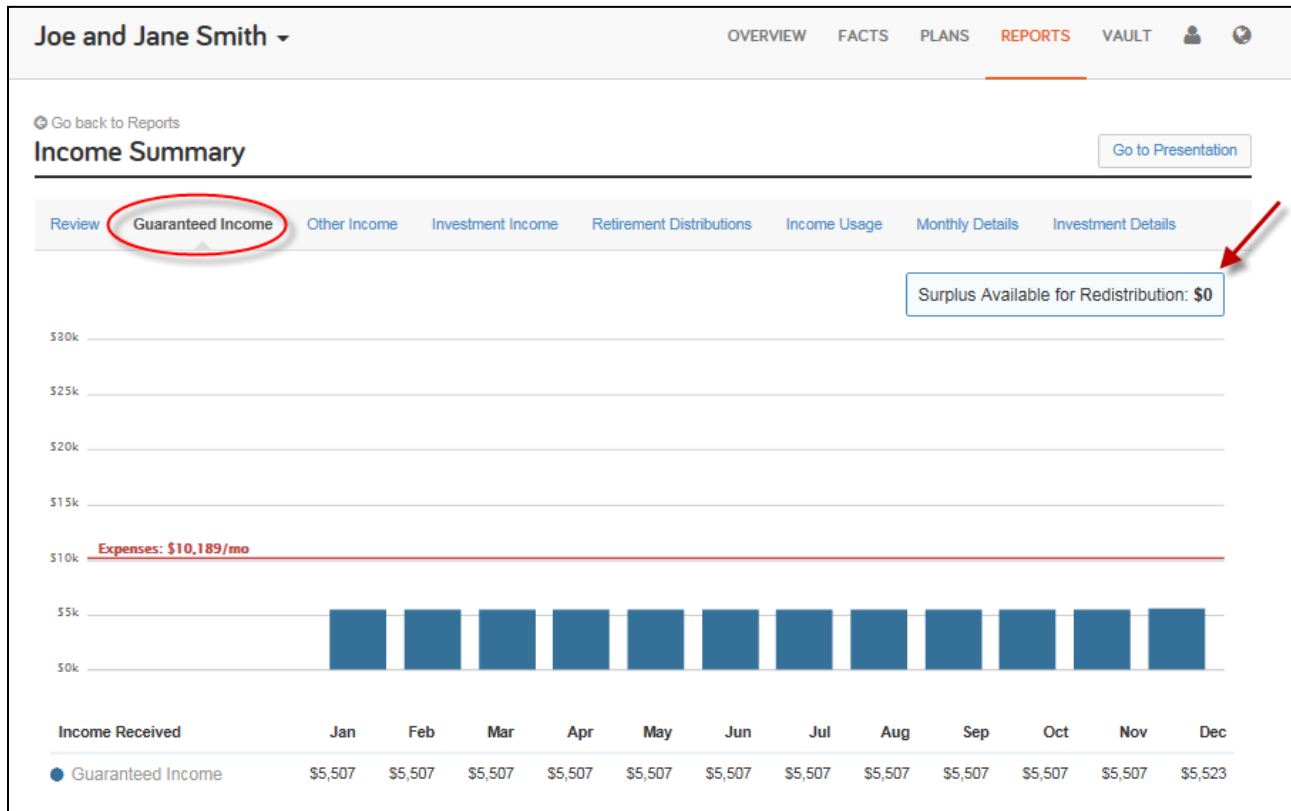 Joe and Jane Smith
OVERVIEW FACTS PLANS REPORTS VAULT
Go back to Reports
Income Summary
Go to Presentation
Review Guaranteed Income Other Income Investment Income Retirement Distributions Income Usage Monthly Details Investment Details
Surplus Available for Redistribution: $0
$30k
$25k
$20k
$15k
Expenses: $10,189/mo
$10k
$5k
$0k
Income Received Jan Feb Mar Apr May Jun Jul Aug Sep Oct Nov Dec
Guaranteed Income $5,507 $5,507 $5,507 $5,507 $5,507 $5,507 $5,507 $5,507 $5,507 $5,507 $5,507 $5,523